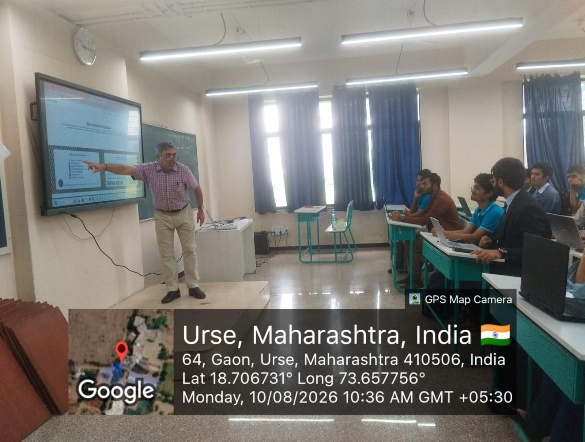 GPS Map Camera
Urse, Maharashtra, India
64, Gaon, Urse, Maharashtra 410506, India
Lat 18.706731° Long 73.657756°
Monday, 10/08/2026 10:36 AM GMT +05:30
Google